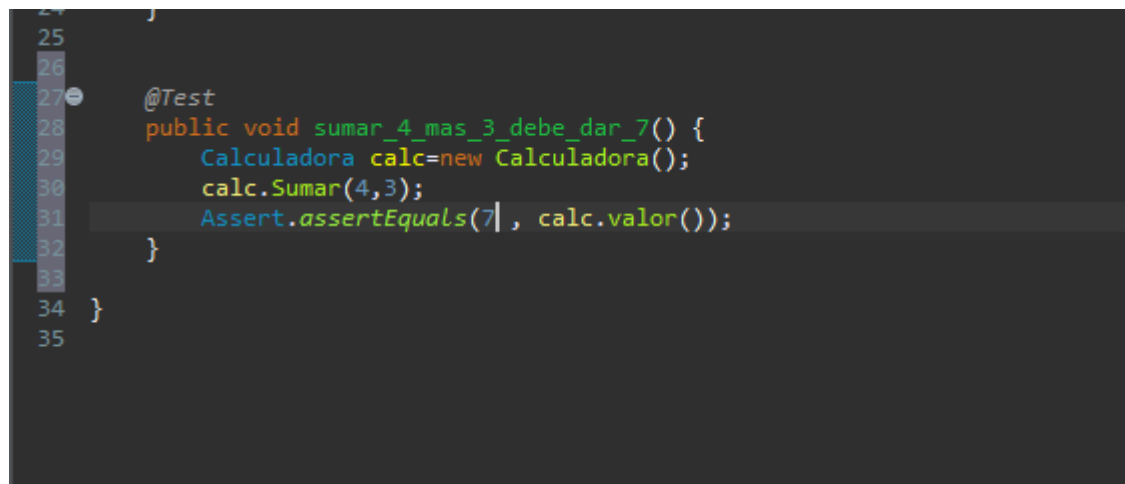 24 }
25
26
27 @Test
28 public void sumar_4_mas_3_debe_dar_7() {
29 Calculadora calc=new Calculadora();
30 calc.Sumar(4,3);
31 Assert.assertEquals(7 , calc.valor());
32 }
33
34 }
35